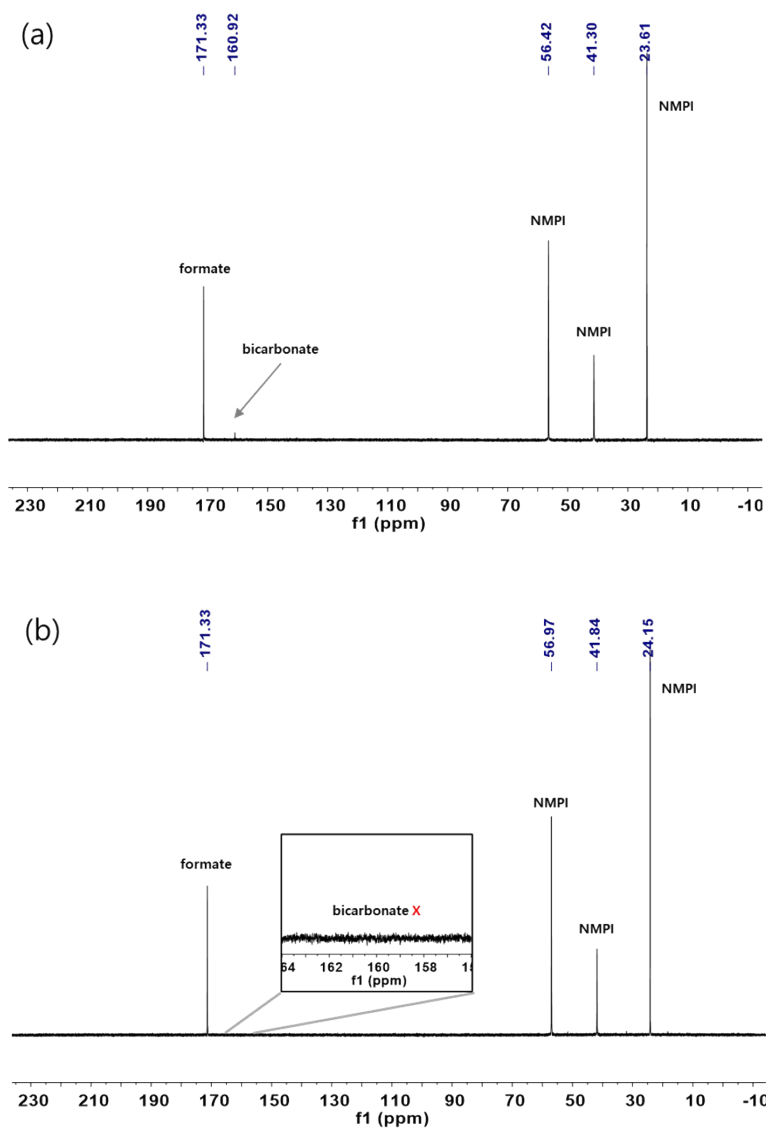 (a)
171.33
160.92
56.42
41.30
23.61
NMPI
NMPI
formate
NMPI
bicarbonate
230 210 190 170 150 130 110 90 70 50 30 10 -10
f1 (ppm)
(b)
171.33
56.97
41.84
24.15
NMPI
NMPI
formate
bicarbonate X
NMPI
64 162 160 158 15
f1 (ppm)
230 210 190 170 150 130 110 90 70 50 30 10 -10
f1 (ppm)